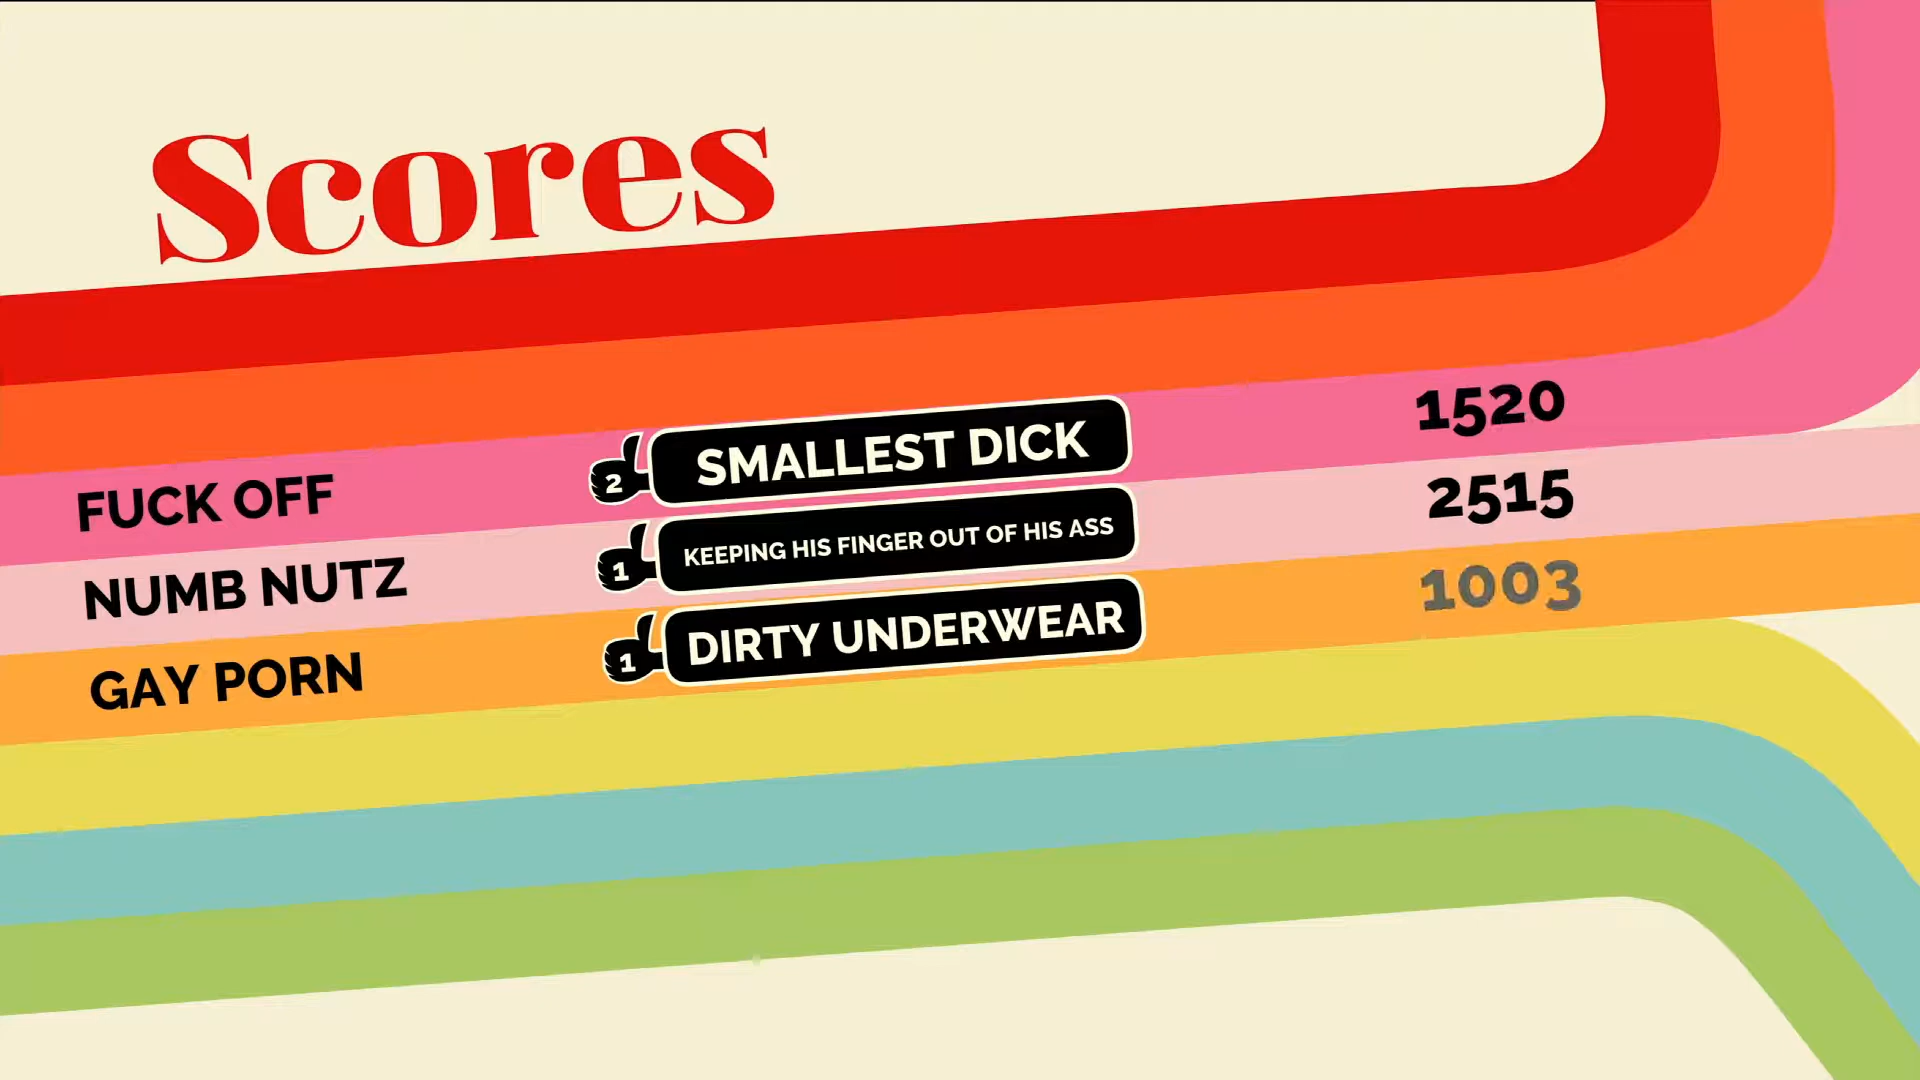 Scores
FUCK OFF 2 SMALLEST DICK 1520
NUMB NUTZ 1 KEEPING HIS FINGER OUT OF HIS ASS 2515
GAY PORN 1 DIRTY UNDERWEAR 1003